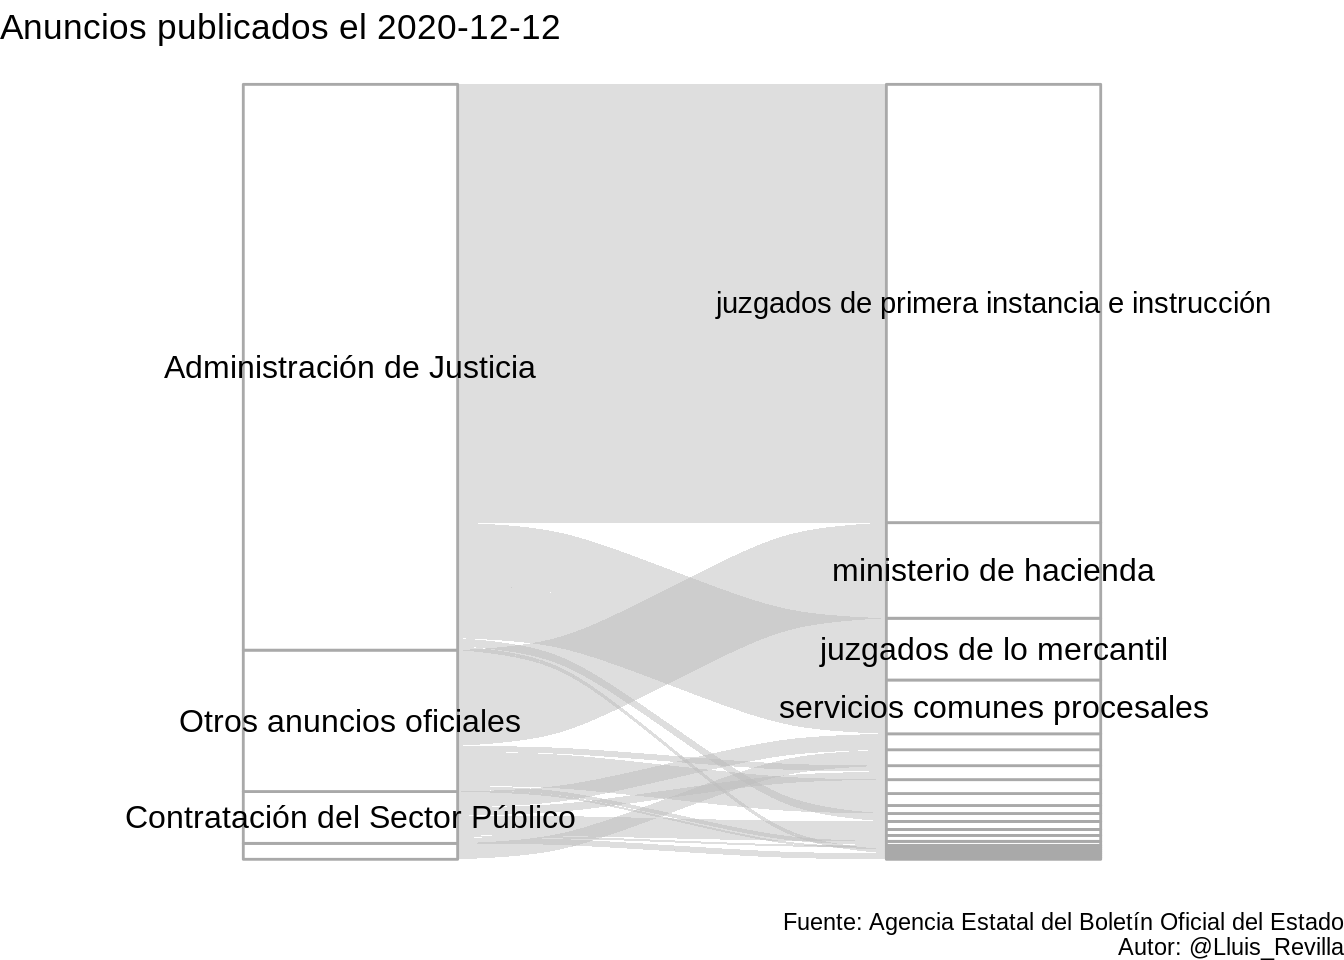 Anuncios publicados el 2020-12-12
juzgados de primera instancia e instrucción
Administración de Justicia
ministerio de hacienda
juzgados de lo mercantil
servicios comunes procesales
Otros anuncios oficiales
Contratación del Sector Público
Fuente: Agencia Estatal del Boletín Oficial del Estado
Autor: @Lluis_Revilla